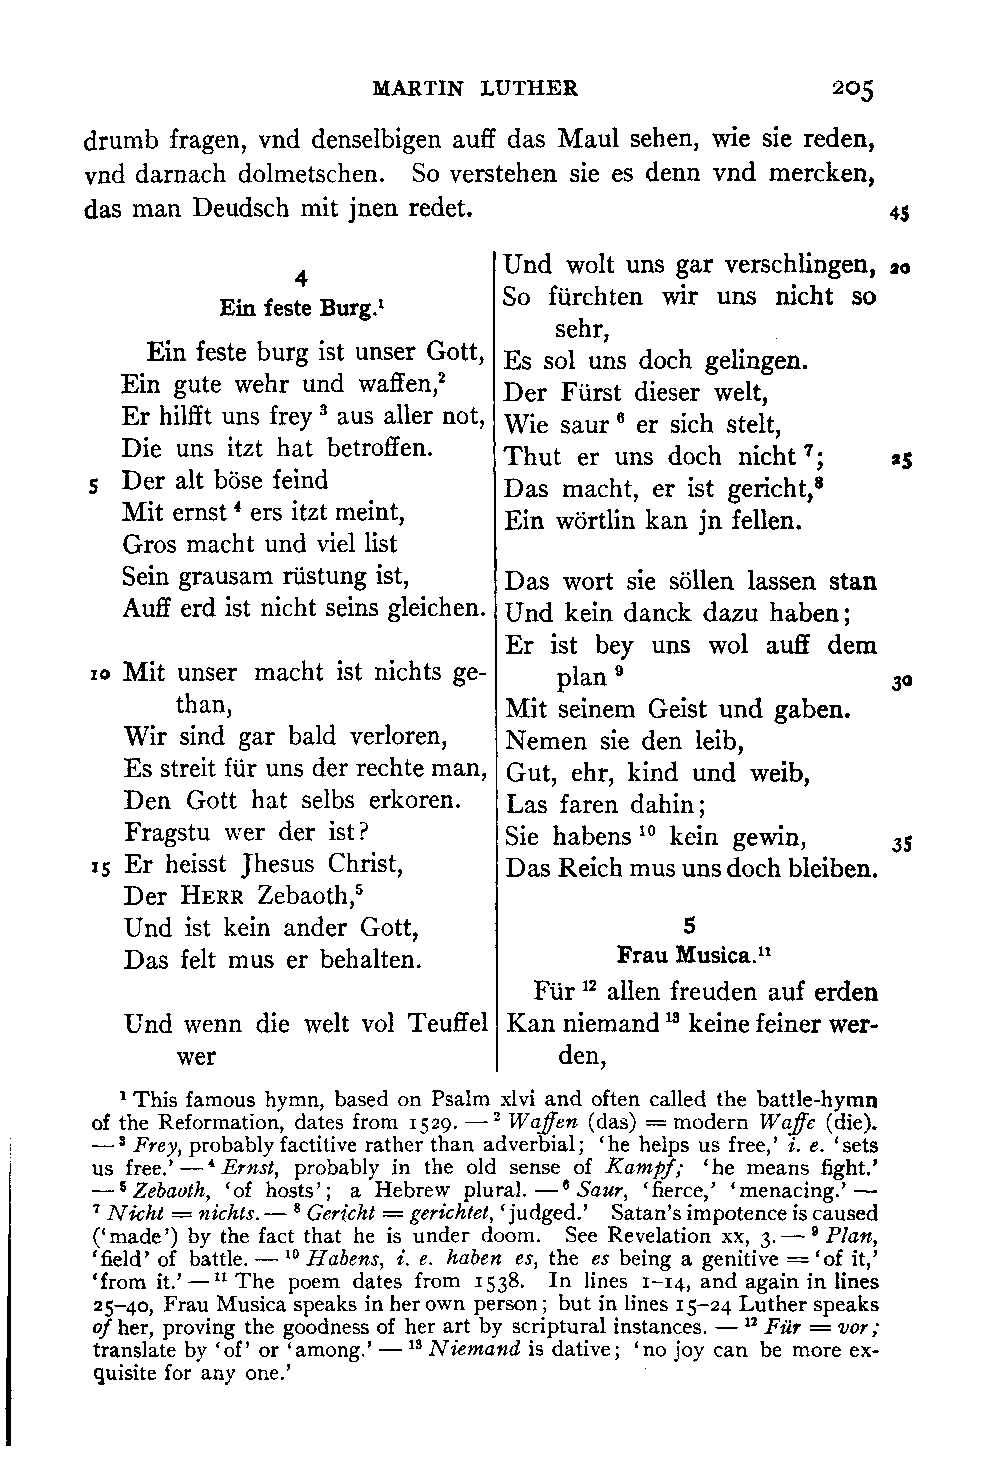 MARTIN LUTHER 205
drumb fragen, vnd denselbigen auff das Maul sehen, wie sie reden,
vnd darnach dolmetschen. So verstehen sie es denn vnd mercken,
das man Deudsch mit jnen redet. 45
4
Ein feste Burg.¹
Ein feste burg ist unser Gott,
Ein gute wehr und waffen,²
Er hilfft uns frey ³ aus aller not,
Die uns itzt hat betroffen.
5 Der alt böse feind
Mit ernst ⁴ ers itzt meint,
Gros macht und viel list
Sein grausam rüstung ist,
Auff erd ist nicht seins gleichen.
10 Mit unser macht ist nichts ge-
than,
Wir sind gar bald verloren,
Es streit für uns der rechte man,
Den Gott hat selbs erkoren.
Fragstu wer der ist?
15 Er heisst Jhesus Christ,
Der HERR Zebaoth,⁵
Und ist kein ander Gott,
Das felt mus er behalten.
Und wenn die welt vol Teuffel
wer
Und wolt uns gar verschlingen, 20
So fürchten wir uns nicht so
sehr,
Es sol uns doch gelingen.
Der Fürst dieser welt,
Wie saur ⁶ er sich stelt,
Thut er uns doch nicht ⁷; 25
Das macht, er ist gericht,⁸
Ein wörtlin kan jn fellen.
Das wort sie söllen lassen stan
Und kein danck dazu haben;
Er ist bey uns wol auff dem
plan ⁹ 30
Mit seinem Geist und gaben.
Nemen sie den leib,
Gut, ehr, kind und weib,
Las faren dahin;
Sie habens ¹⁰ kein gewin, 35
Das Reich mus uns doch bleiben.
5
Frau Musica.¹¹
Für ¹² allen freuden auf erden
Kan niemand ¹³ keine feiner wer-
den,
¹ This famous hymn, based on Psalm xlvi and often called the battle-hymn
of the Reformation, dates from 1529. — ² Waffen (das) = modern Waffe (die).
— ³ Frey, probably factitive rather than adverbial; ‘he helps us free,’ i. e. ‘sets
us free.’ — ⁴ Ernst, probably in the old sense of Kampf; ‘he means fight.’
— ⁵ Zebaoth, ‘of hosts’; a Hebrew plural. — ⁶ Saur, ‘fierce,’ ‘menacing.’ —
⁷ Nicht = nichts. — ⁸ Gericht = gerichtet, ‘judged.’ Satan's impotence is caused
(‘made’) by the fact that he is under doom. See Revelation xx, 3. — ⁹ Plan,
‘field’ of battle. — ¹⁰ Habens, i. e. haben es, the es being a genitive = ‘of it,’
‘from it.’ — ¹¹ The poem dates from 1538. In lines 1–14, and again in lines
25–40, Frau Musica speaks in her own person; but in lines 15–24 Luther speaks
of her, proving the goodness of her art by scriptural instances. — ¹² Für = vor;
translate by ‘of’ or ‘among.’ — ¹³ Niemand is dative; ‘no joy can be more ex-
quisite for any one.’